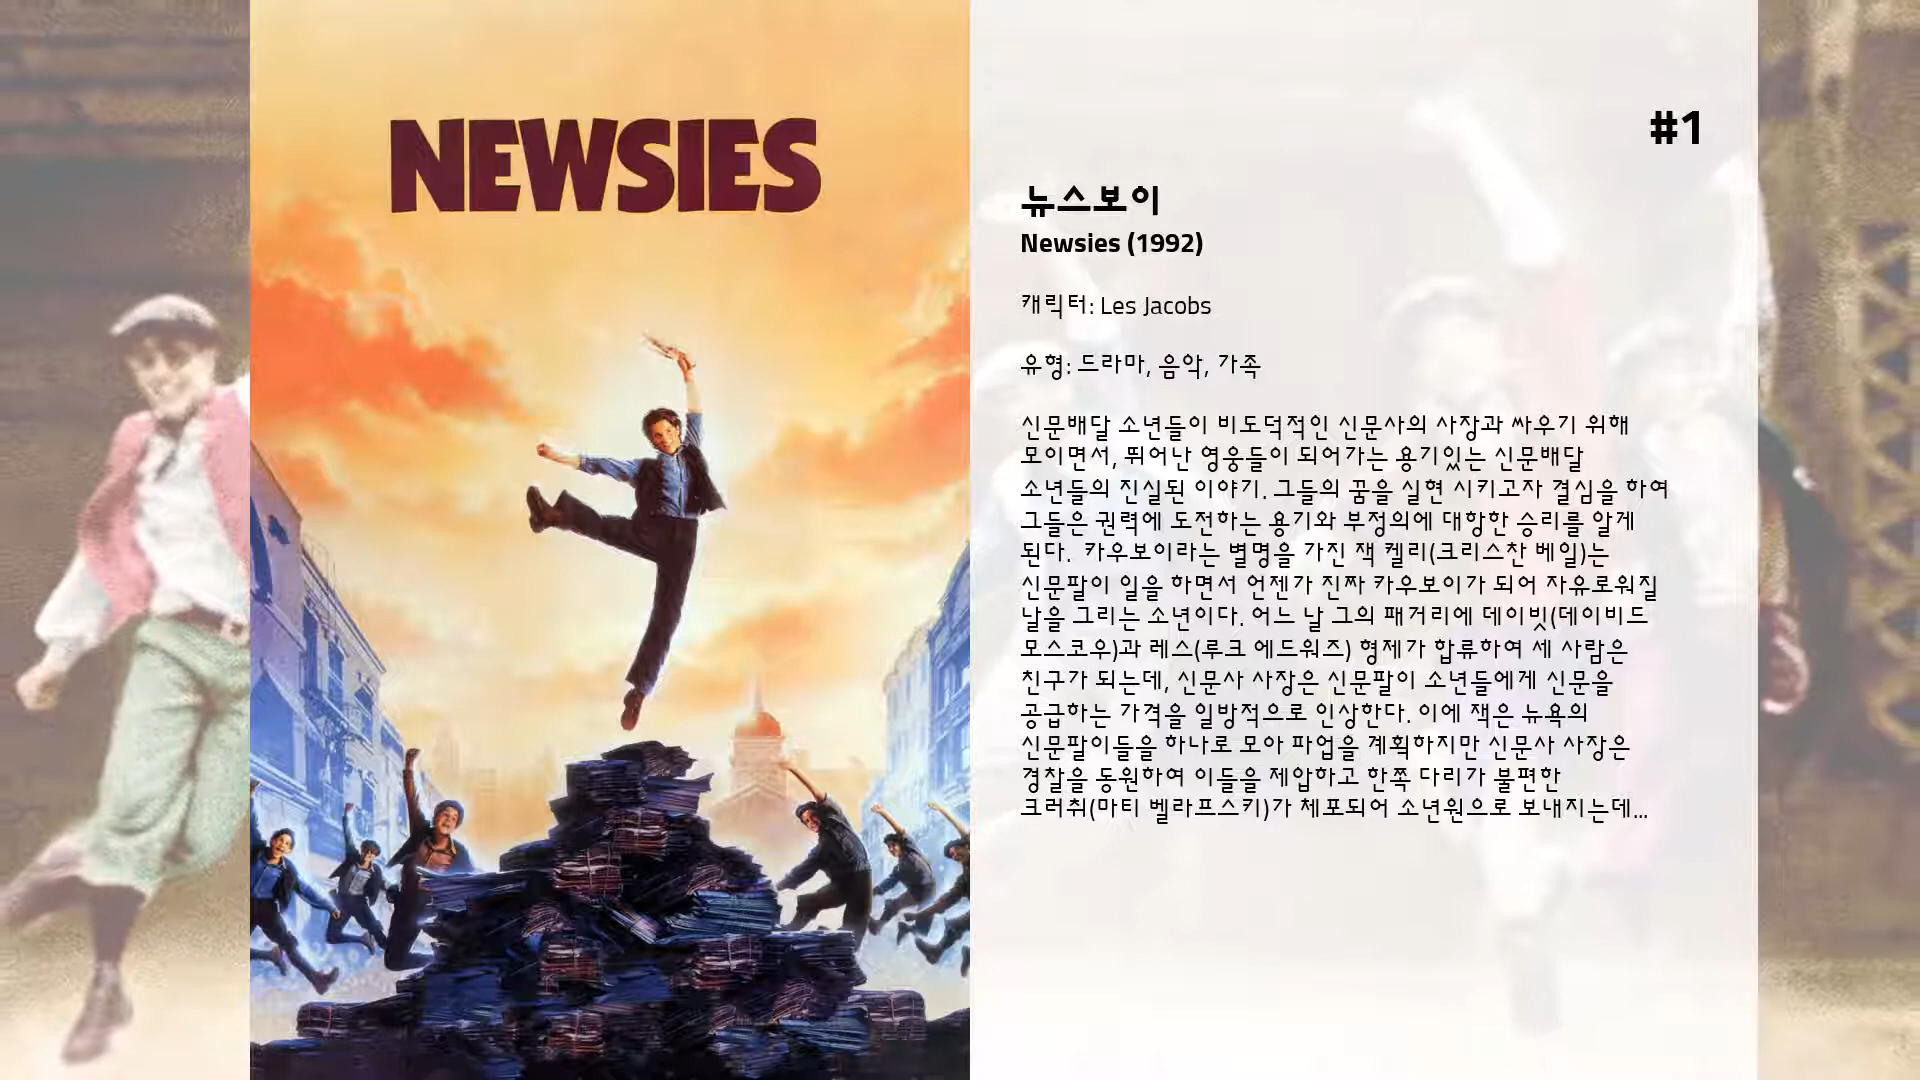 NEWSIES
#1
뉴스보이
Newsies (1992)
캐릭터: Les Jacobs
유형: 드라마, 음악, 가족
신문배달 소년들이 비도덕적인 신문사의 사장과 싸우기 위해
모이면서, 뛰어난 영웅들이 되어가는 용기있는 신문배달
소년들의 진실된 이야기. 그들의 꿈을 실현 시키고자 결심을 하여
그들은 권력에 도전하는 용기와 부정의에 대항한 승리를 알게
된다. 카우보이라는 별명을 가진 잭 켈리(크리스찬 베일)는
신문팔이 일을 하면서 언젠가 진짜 카우보이가 되어 자유로워질
날을 그리는 소년이다. 어느 날 그의 패거리에 데이빗(데이비드
모스코우)과 레스(루크 에드워즈) 형제가 합류하여 세 사람은
친구가 되는데, 신문사 사장은 신문팔이 소년들에게 신문을
공급하는 가격을 일방적으로 인상한다. 이에 잭은 뉴욕의
신문팔이들을 하나로 모아 파업을 계획하지만 신문사 사장은
경찰을 동원하여 이들을 제압하고 한쪽 다리가 불편한
크러취(마티 벨라프스키)가 체포되어 소년원으로 보내지는데...